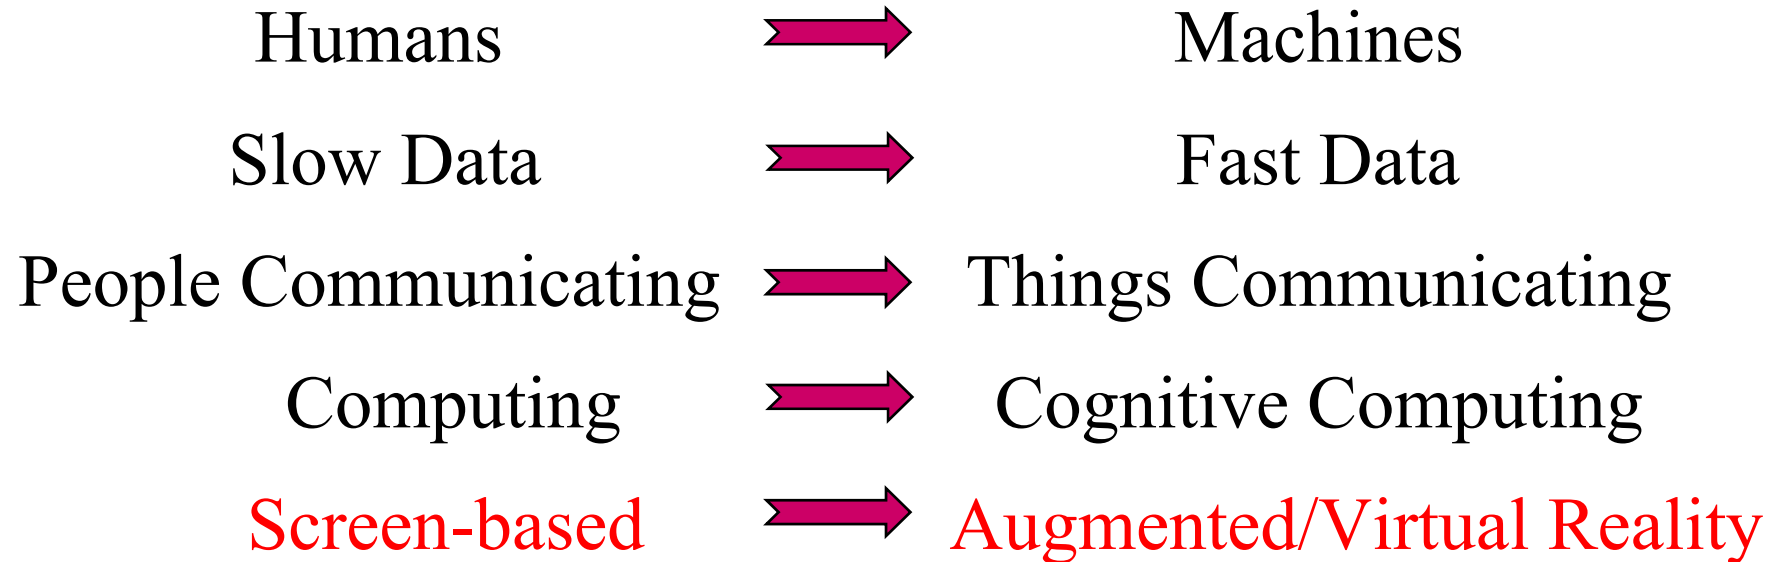 Humans Machines
Slow Data Fast Data
People Communicating Things Communicating
Computing Cognitive Computing
Screen-based Augmented/Virtual Reality